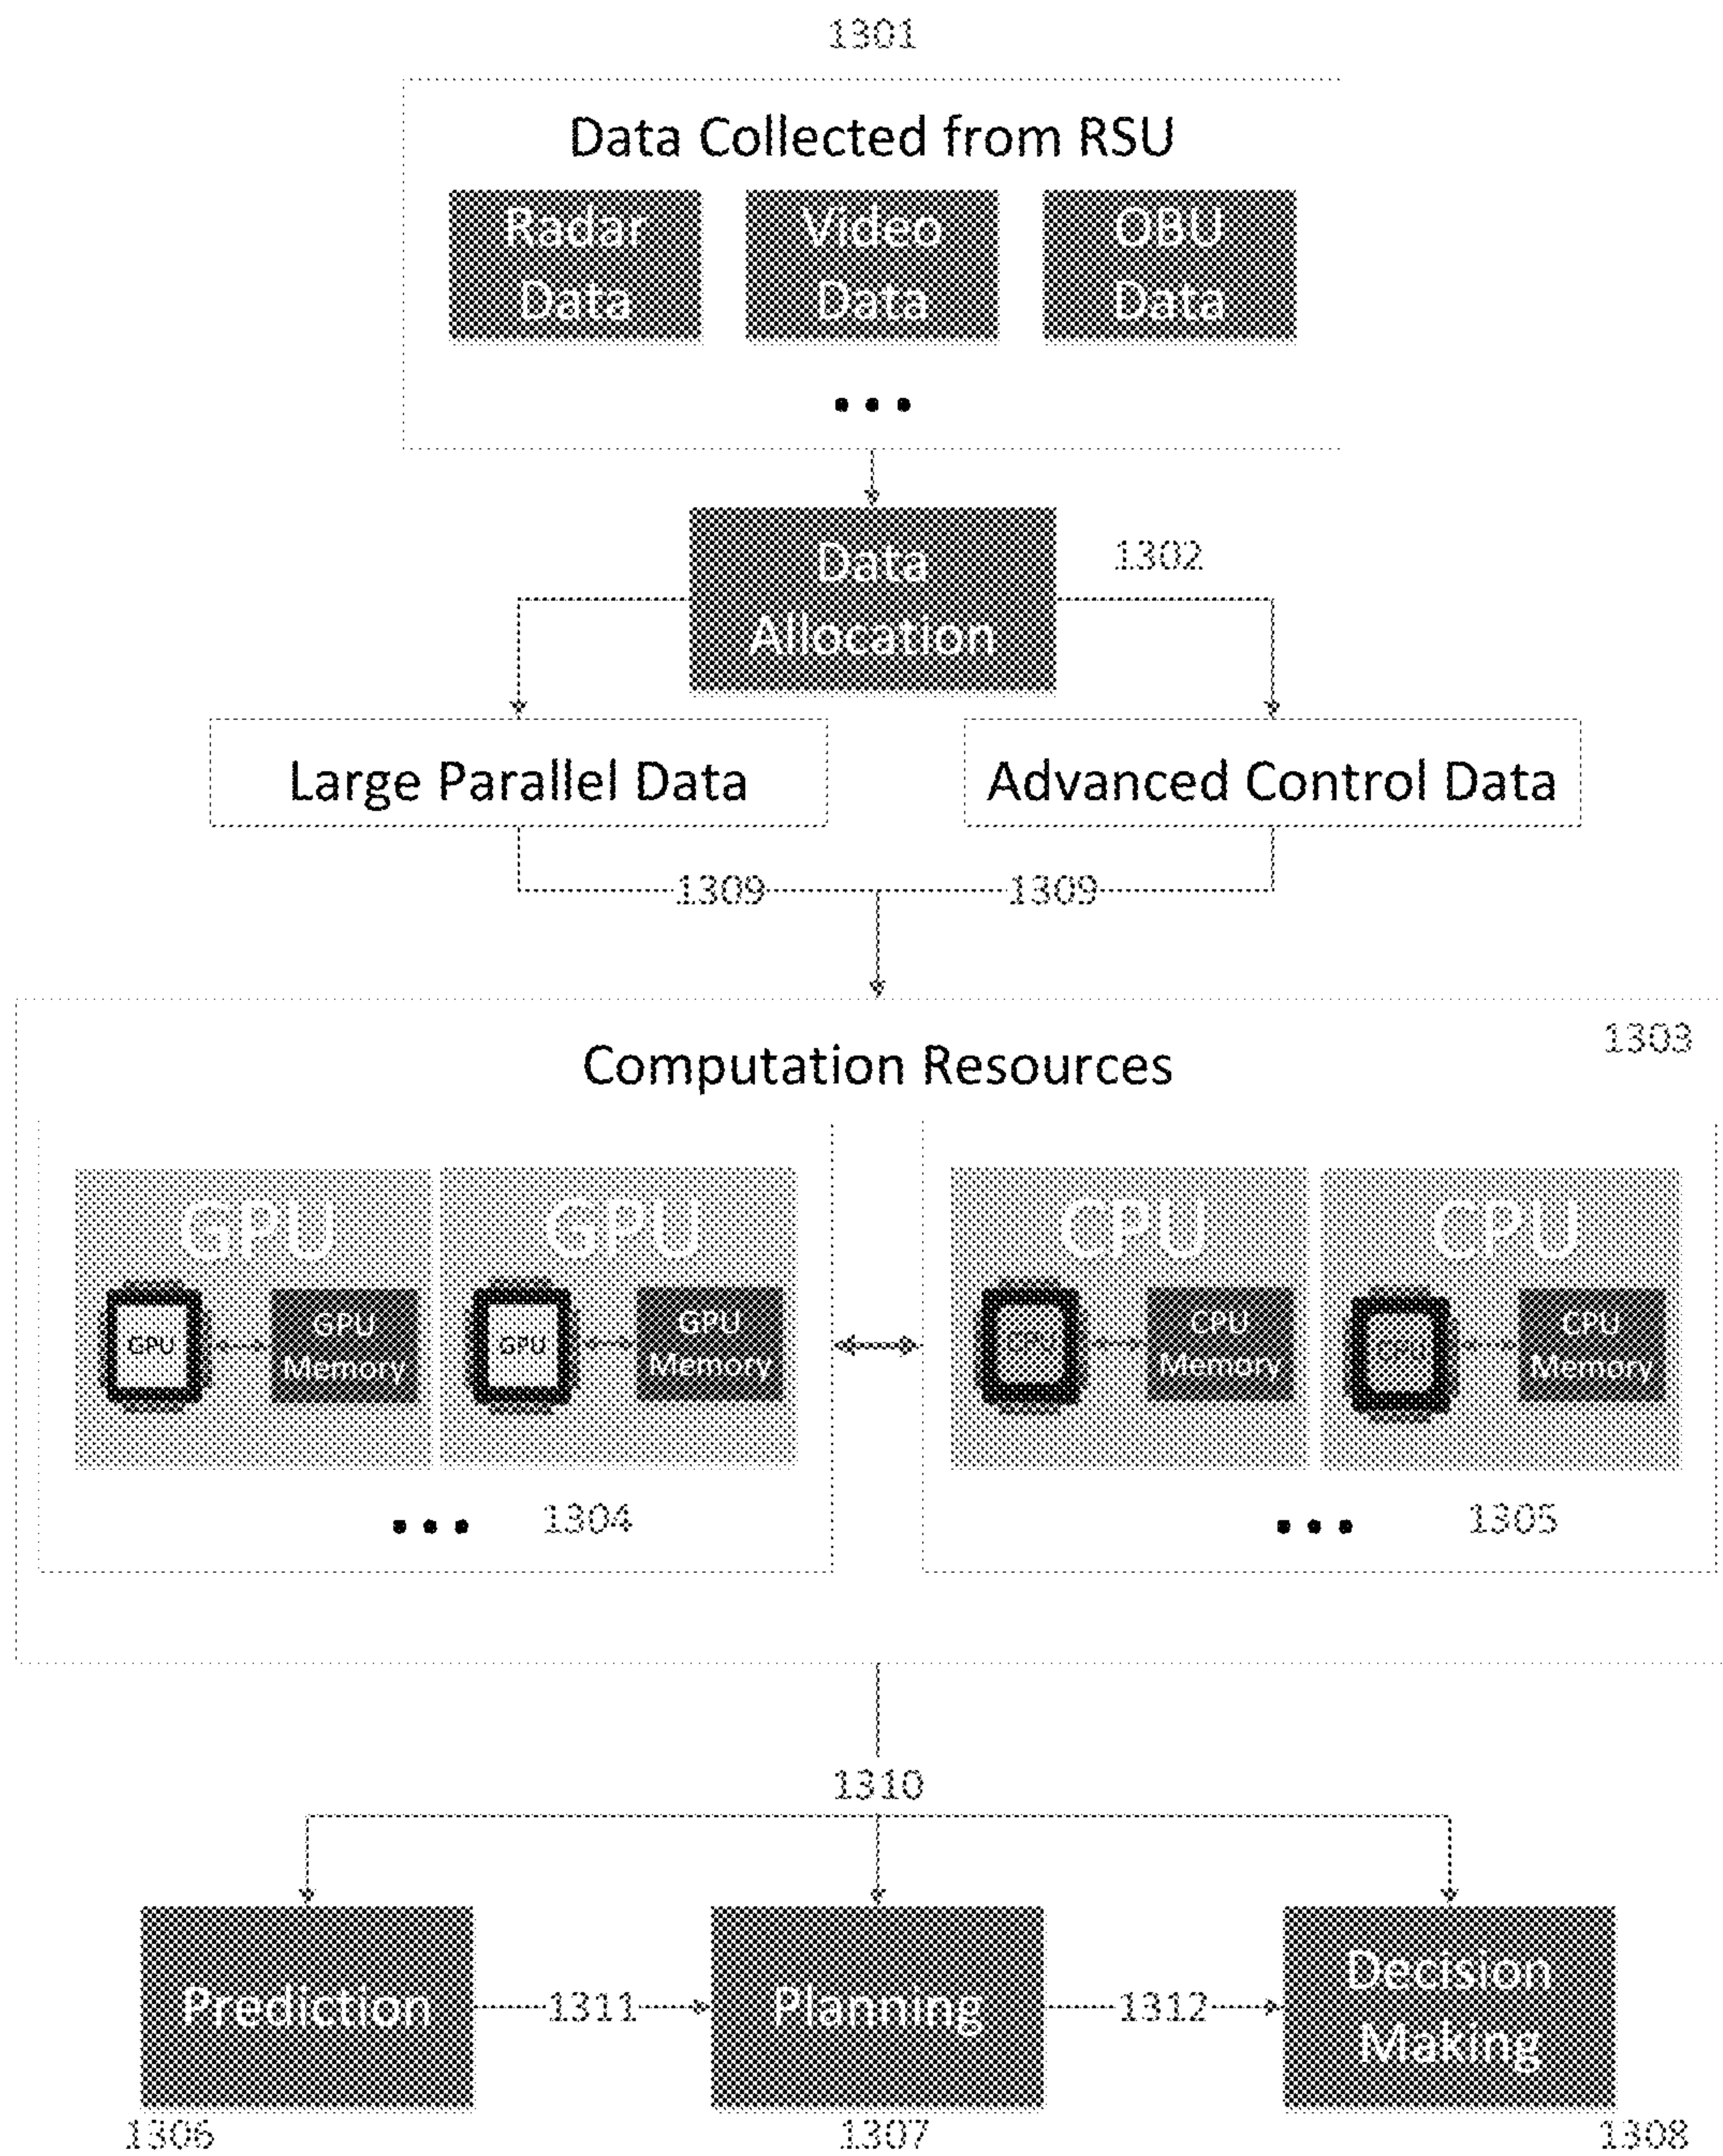 1301
Data Collected from RSU
Radar
Data
Video
Data
OBU
Data
...
Data
Allocation
1302
Large Parallel Data
Advanced Control Data
1309
1309
1303
Computation Resources
GPU
GPU
CPU
CPU
GPU
GPU
Memory
GPU
GPU
Memory
CPU
Memory
CPU
Memory
... 1304
... 1305
1310
Prediction
1311
Planning
1312
Decision
Making
1306
1307
1308